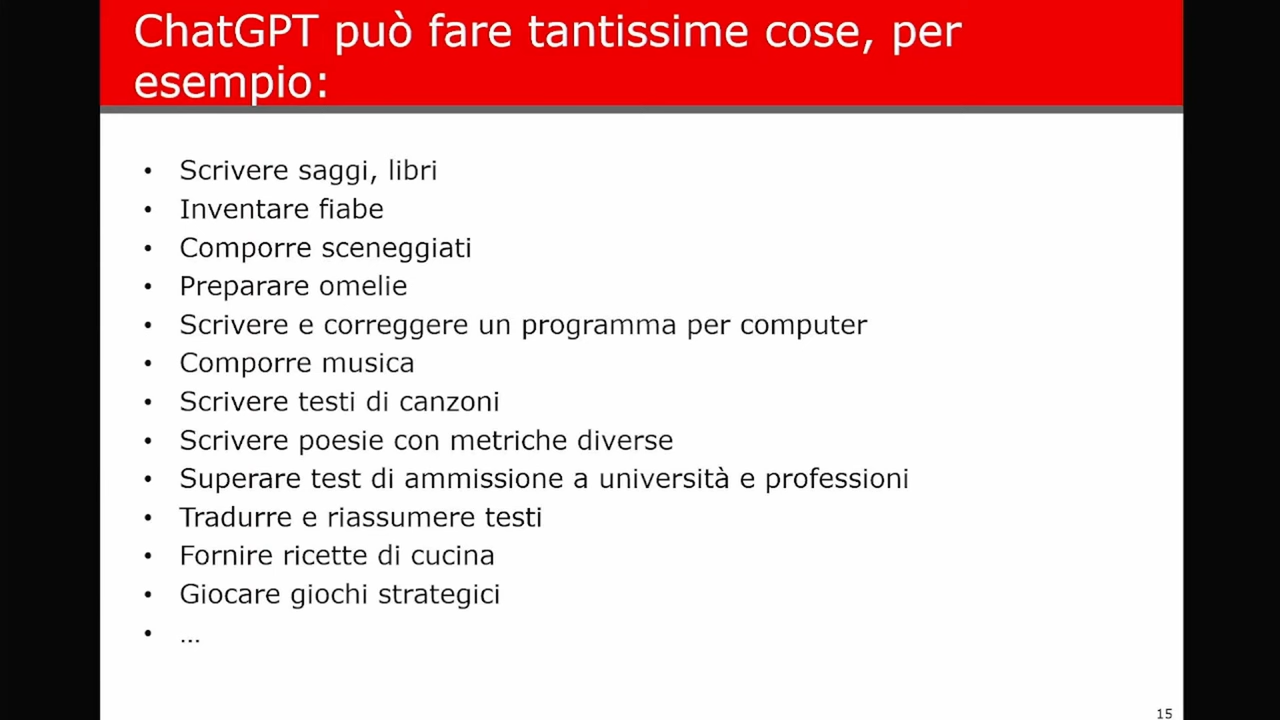 ChatGPT può fare tantissime cose, per
esempio:
• Scrivere saggi, libri
• Inventare fiabe
• Comporre sceneggiati
• Preparare omelie
• Scrivere e correggere un programma per computer
• Comporre musica
• Scrivere testi di canzoni
• Scrivere poesie con metriche diverse
• Superare test di ammissione a università e professioni
• Tradurre e riassumere testi
• Fornire ricette di cucina
• Giocare giochi strategici
• …
15